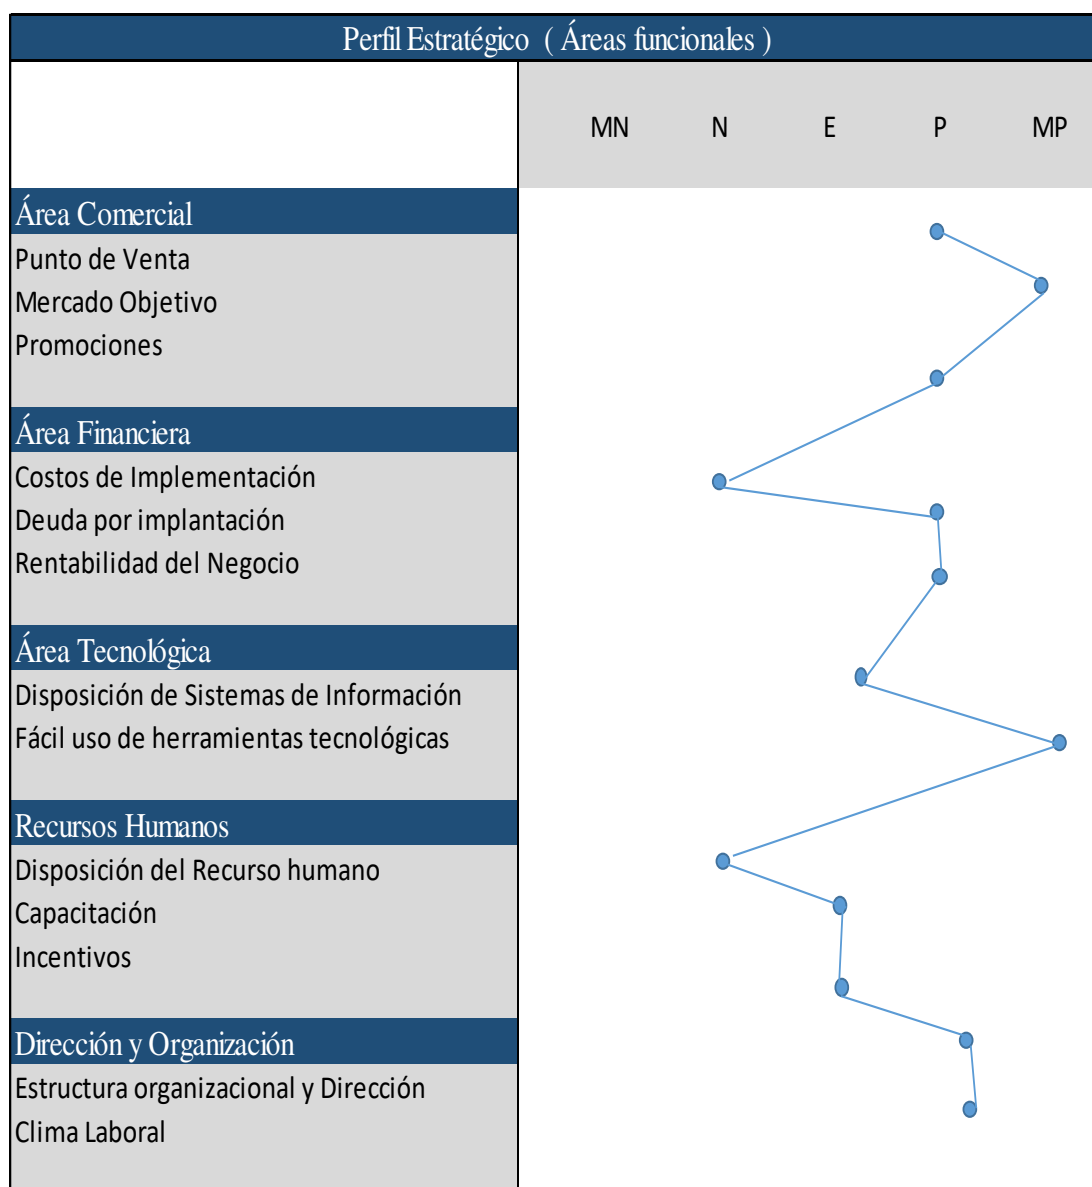 Perfil Estratégico ( Áreas funcionales )
MN N E P MP
Área Comercial
Punto de Venta
Mercado Objetivo
Promociones
Área Financiera
Costos de Implementación
Deuda por implantación
Rentabilidad del Negocio
Área Tecnológica
Disposición de Sistemas de Información
Fácil uso de herramientas tecnológicas
Recursos Humanos
Disposición del Recurso humano
Capacitación
Incentivos
Dirección y Organización
Estructura organizacional y Dirección
Clima Laboral